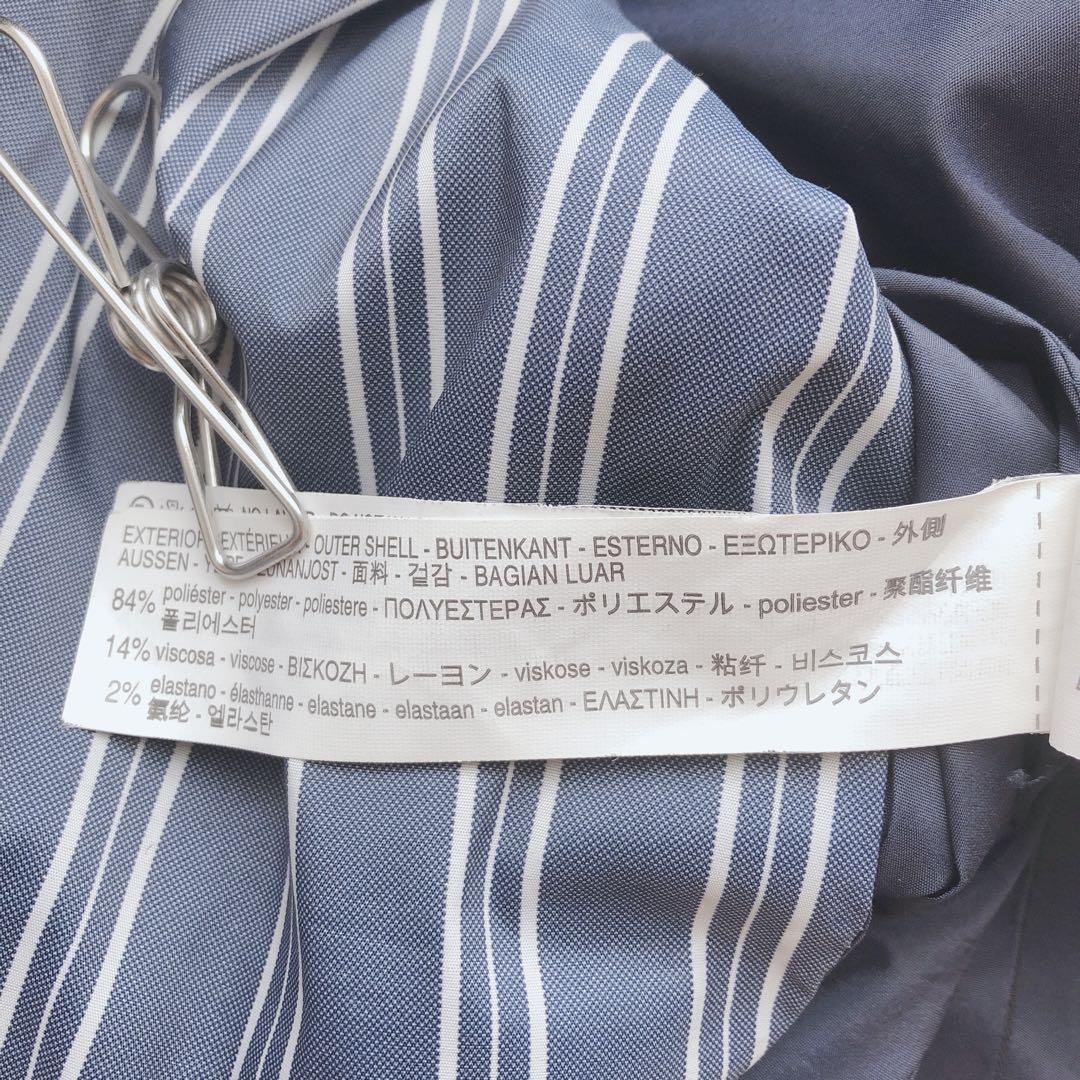 EXTERIOR EXTÉRIEUR - OUTER SHELL - BUITENKANT - ESTERNO - ΕΞΩΤΕΡΙΚΟ - 外側
AUSSEN - ZUNANJOST - 面料 - 겉감 - BAGIAN LUAR
84% poliéster - polyester - poliestere - ΠΟΛΥΕΣΤΕΡΑΣ - ポリエステル - poliester - 聚酯纤维
폴리에스터
14% viscosa - viscose - ΒΙΣΚΟΖΗ - レーヨン - viskose - viskoza - 粘纤 - 비스코스
2% elastano - élasthanne - elastane - elastaan - elastan - ΕΛΑΣΤΙΝΗ - ポリウレタン
氨纶 - 엘라스탄